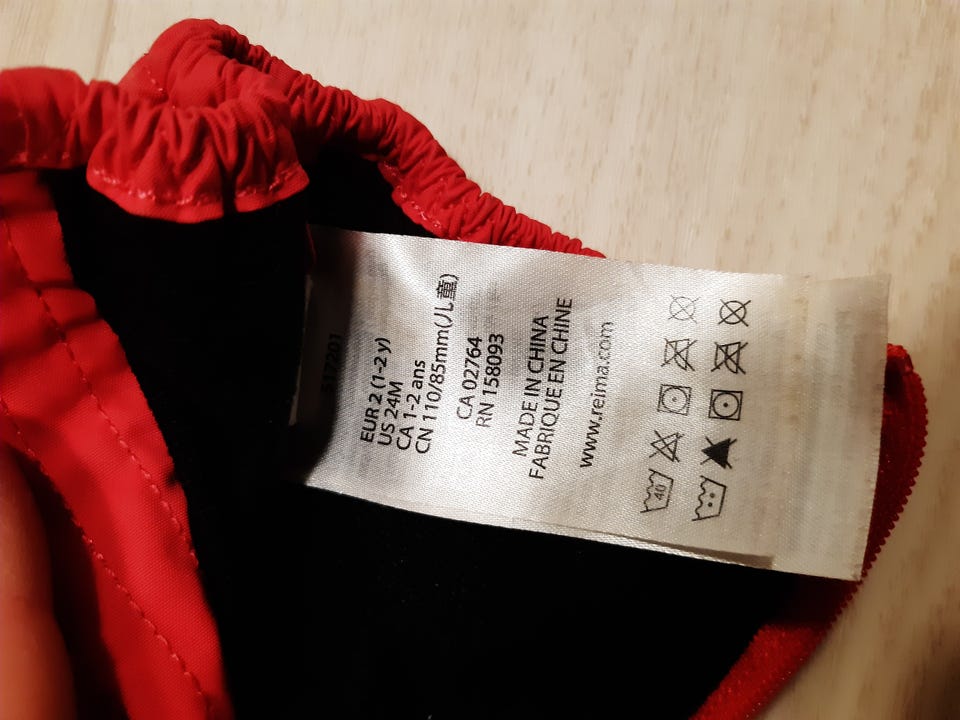 517201
EUR 2 (1-2 y)
US 24M
CA 1-2 ans
CN 110/85mm(儿童)
CA 02764
RN 158093
MADE IN CHINA
FABRIQUE EN CHINE
www.reima.com
40